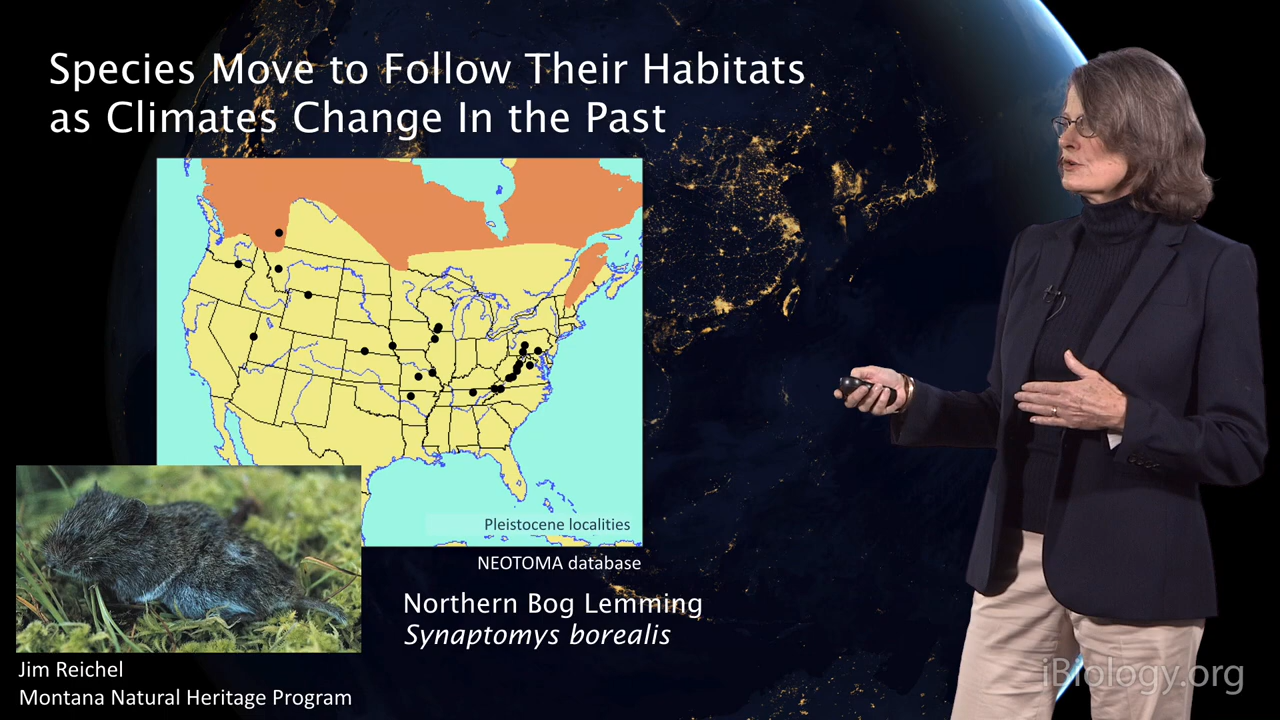 Species Move to Follow Their Habitats
as Climates Change In the Past
Pleistocene localities
NEOTOMA database
Northern Bog Lemming
Synaptomys borealis
Jim Reichel
Montana Natural Heritage Program
iBiology.org